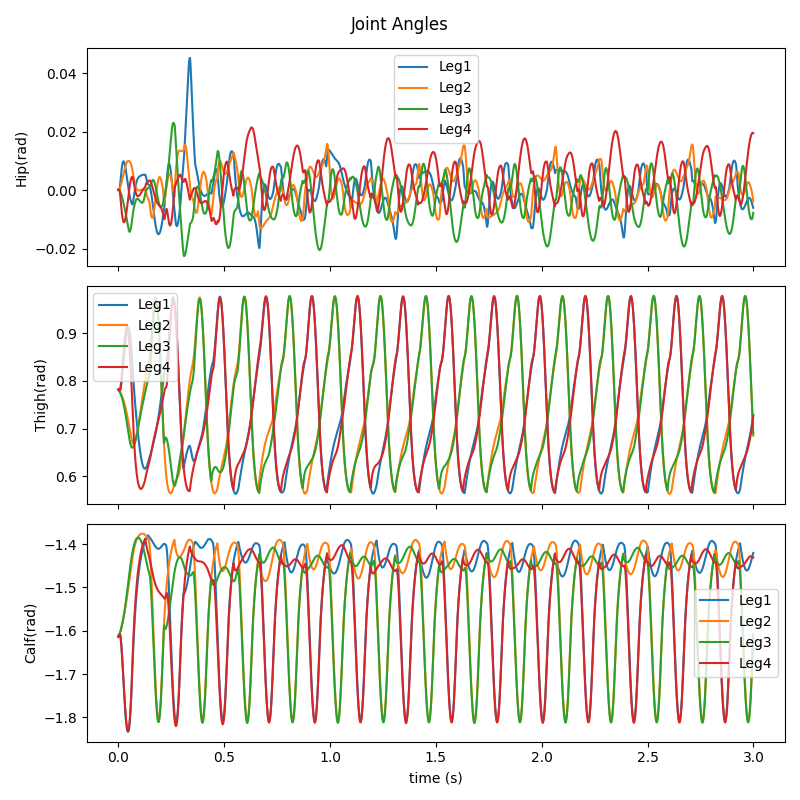 Joint Angles
Hip(rad)
0.04
0.02
0.00
−0.02
Leg1
Leg2
Leg3
Leg4
Thigh(rad)
0.9
0.8
0.7
0.6
Leg1
Leg2
Leg3
Leg4
Calf(rad)
−1.4
−1.5
−1.6
−1.7
−1.8
Leg1
Leg2
Leg3
Leg4
0.0 0.5 1.0 1.5 2.0 2.5 3.0
time (s)